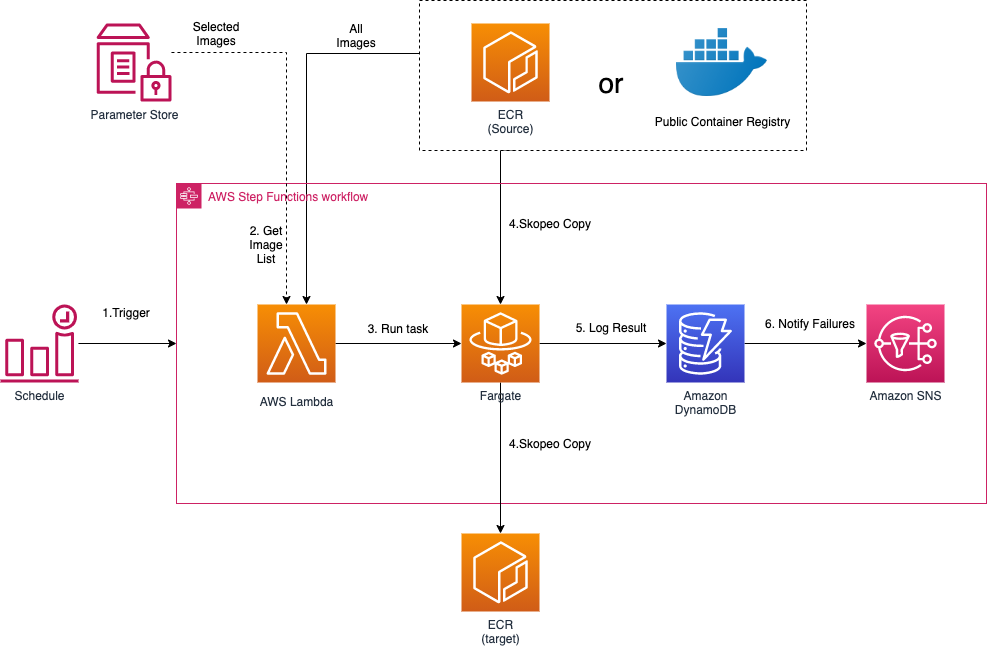 Selected
Images
All
Images
or
Parameter Store
ECR
(Source)
Public Container Registry
AWS Step Functions workflow
4.Skopeo Copy
2. Get
Image
List
1.Trigger
3. Run task
5. Log Result
6. Notify Failures
Schedule
AWS Lambda
Fargate
Amazon
DynamoDB
Amazon SNS
4.Skopeo Copy
ECR
(target)